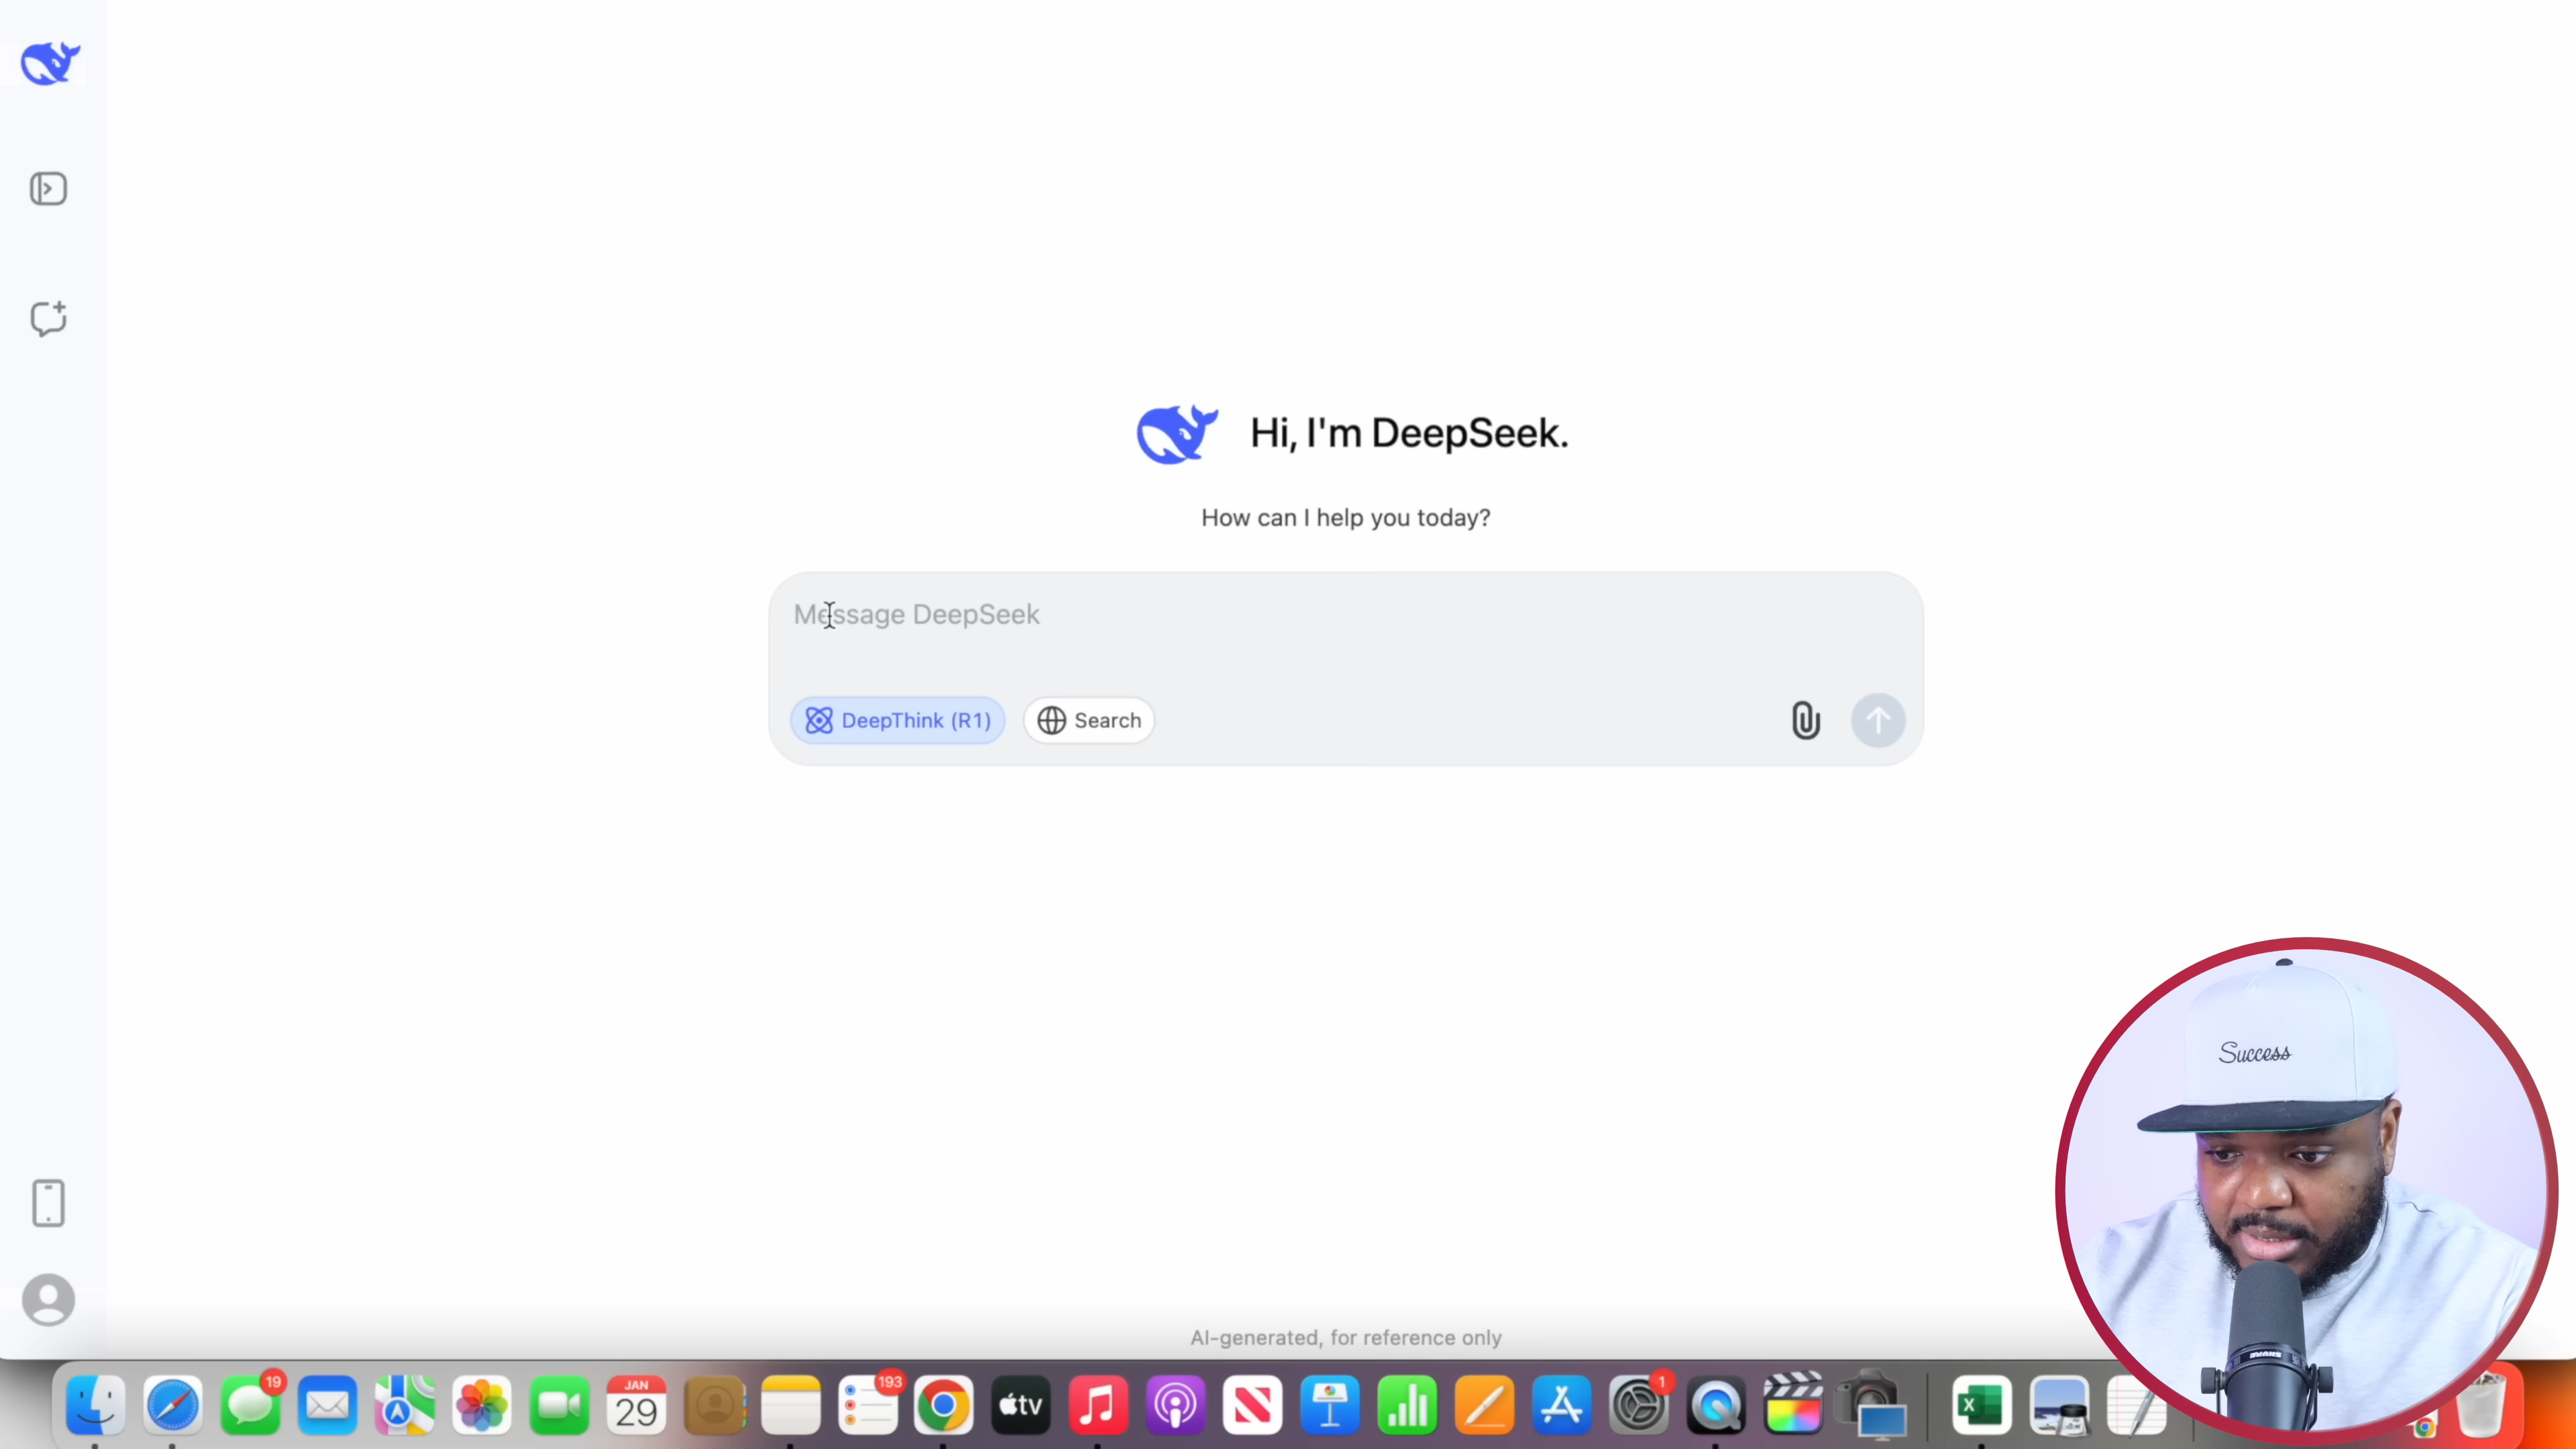 Hi, I'm DeepSeek.
How can I help you today?
Message DeepSeek
DeepThink (R1)
Search
AI-generated, for reference only
Success
SHURE
19
JAN
29
193
tv
1
X